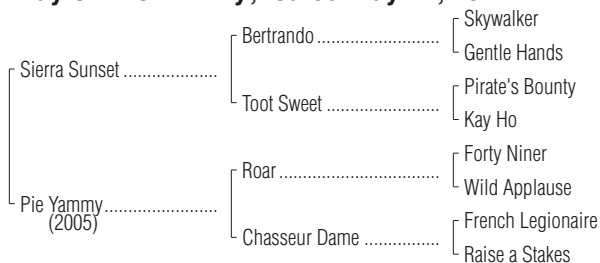 Skywalker
Bertrando
Gentle Hands
Sierra Sunset
Pirate's Bounty
Toot Sweet
Kay Ho
Forty Niner
Roar
Wild Applause
Pie Yammy
(2005)
French Legionaire
Chasseur Dame
Raise a Stakes